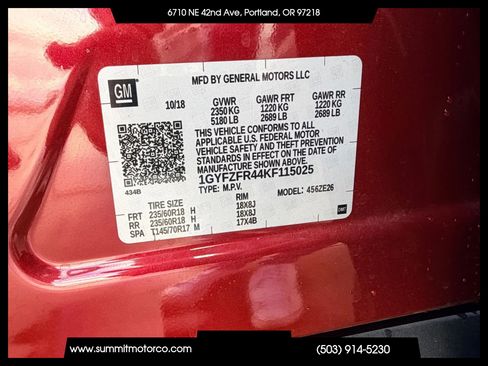 6710 NE 42nd Ave, Portland, OR 97218
GM
MFD BY GENERAL MOTORS LLC
10/18 GVWR GAWR FRT GAWR RR
2350 KG 1220 KG 1220 KG
5180 LB 2689 LB 2689 LB
THIS VEHICLE CONFORMS TO ALL
APPLICABLE U.S. FEDERAL MOTOR
VEHICLE SAFETY AND THEFT
PREVENTION STANDARDS IN EFFECT
ON THE DATE OF MANUFACTURE
SHOWN ABOVE.
1GYFZFR44KF115025
434B TYPE: M.P.V. MODEL: 456ZE26
TIRE SIZE RIM
FRT 235/60R18 H 18X8J
RR 235/60R18 H 18X8J
SPA T145/70R17 M 17X4B
www.summitmotorco.com (503) 914-5230